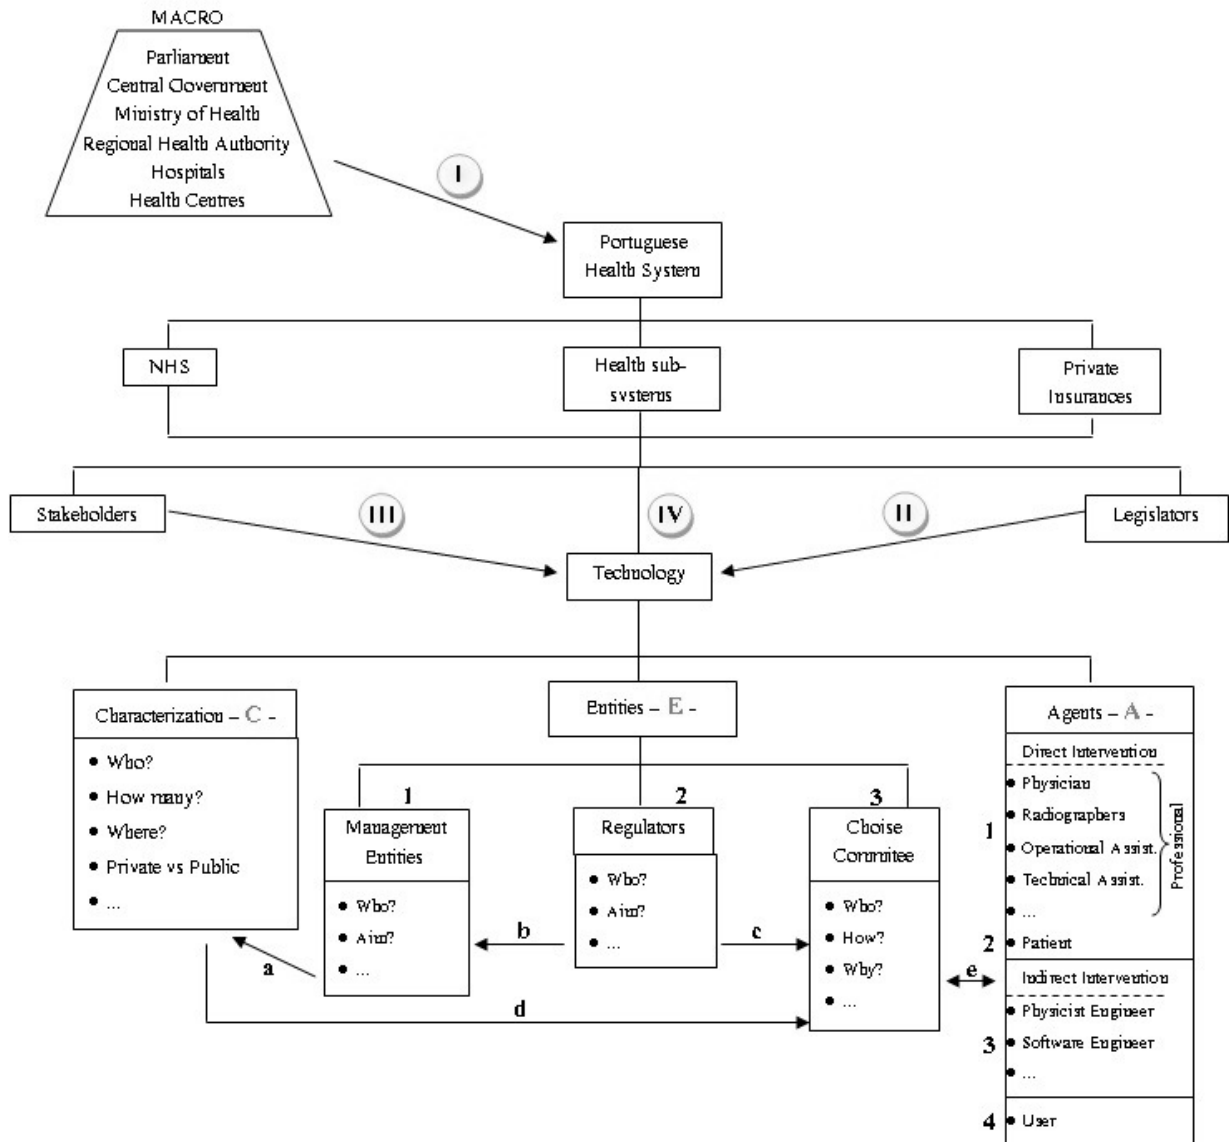 MACRO
Parliament
Central Government
Ministry of Health
Regional Health Authority
Hospitals
Health Centres
I
Portuguese
Health System
NHS
Health sub-
systems
Private
Insurances
Stakeholders
III
IV
II
Legislators
Technology
Characterization – C -
• Who?
• How many?
• Where?
• Private vs Public
• ...
Entities – E -
1
Management
Entities
• Who?
• Aim?
• ...
2
Regulators
• Who?
• Aim?
• ...
3
Choise
Commitee
• Who?
• How?
• Why?
• ...
a
b
c
d
e
Agents – A -
Direct Intervention
1
• Physician
• Radiographers
• Operational Assist.
• Technical Assist.
• ...
Professional
2 • Patient
Indirect Intervention
• Physicist Engineer
3 • Software Engineer
• ...
4 • User